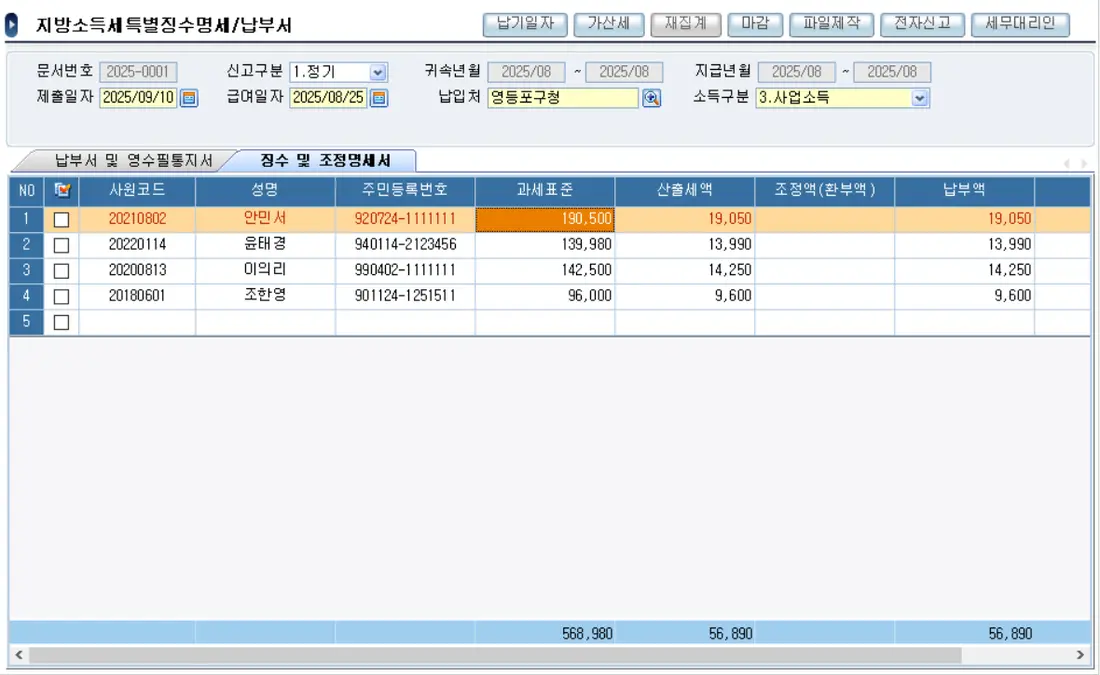 지방소득세특별징수명세/납부서 납기일자 가산세 재집계 마감 파일제작 전자신고 세무대리인
문서번호 2025-0001 신고구분 1.정기 귀속년월 2025/08 ~ 2025/08 지급년월 2025/08 ~ 2025/08
제출일자 2025/09/10 급여일자 2025/08/25 납입처 영등포구청 소득구분 3.사업소득
납부서 및 영수필통지서 징수 및 조정명세서
NO 사원코드 성명 주민등록번호 과세표준 산출세액 조정액(환부액) 납부액
1 20210802 안민서 920724-1111111 190,500 19,050 19,050
2 20220114 윤태경 940114-2123456 139,980 13,990 13,990
3 20200813 이의리 990402-1111111 142,500 14,250 14,250
4 20180601 조한영 901124-1251511 96,000 9,600 9,600
5
568,980 56,890 56,890